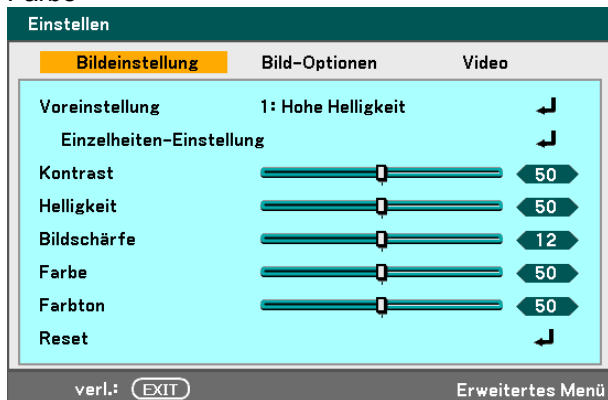 Einstellen
Bildeinstellung Bild-Optionen Video
Voreinstellung 1: Hohe Helligkeit
Einzelheiten-Einstellung
Kontrast 50
Helligkeit 50
Bildschärfe 12
Farbe 50
Farbton 50
Reset
verl.: EXIT Erweitertes Menü